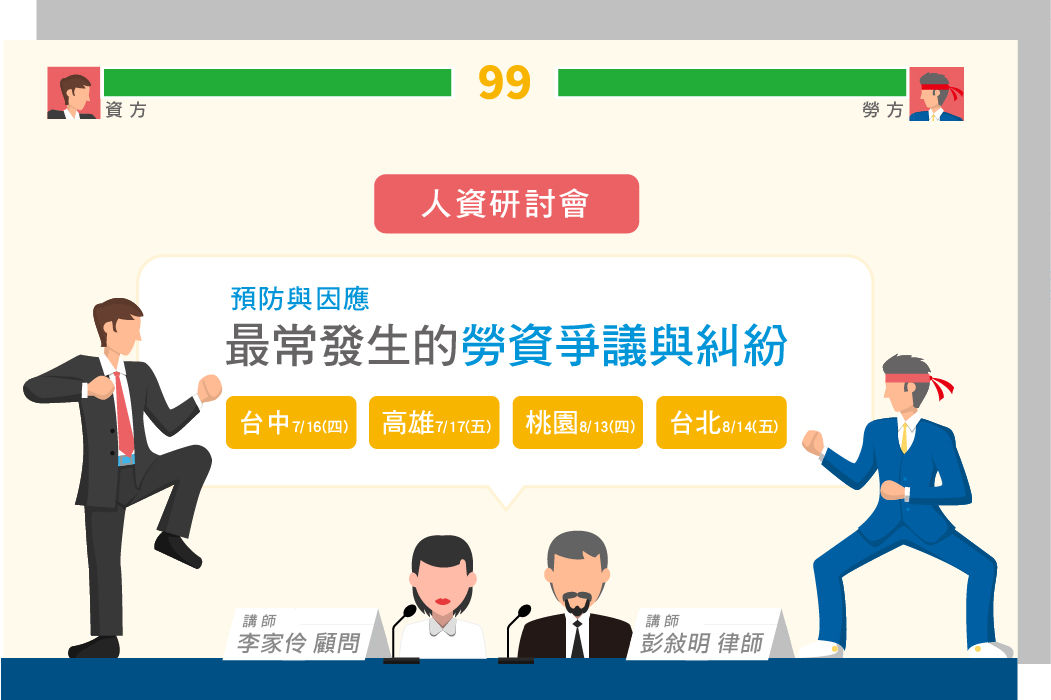 99
資方
勞方
人資研討會
預防與因應
最常發生的勞資爭議與糾紛
台中7/16(四) 高雄7/17(五) 桃園8/13(四) 台北8/14(五)
講師
李家伶 顧問
講師
彭敍明 律師